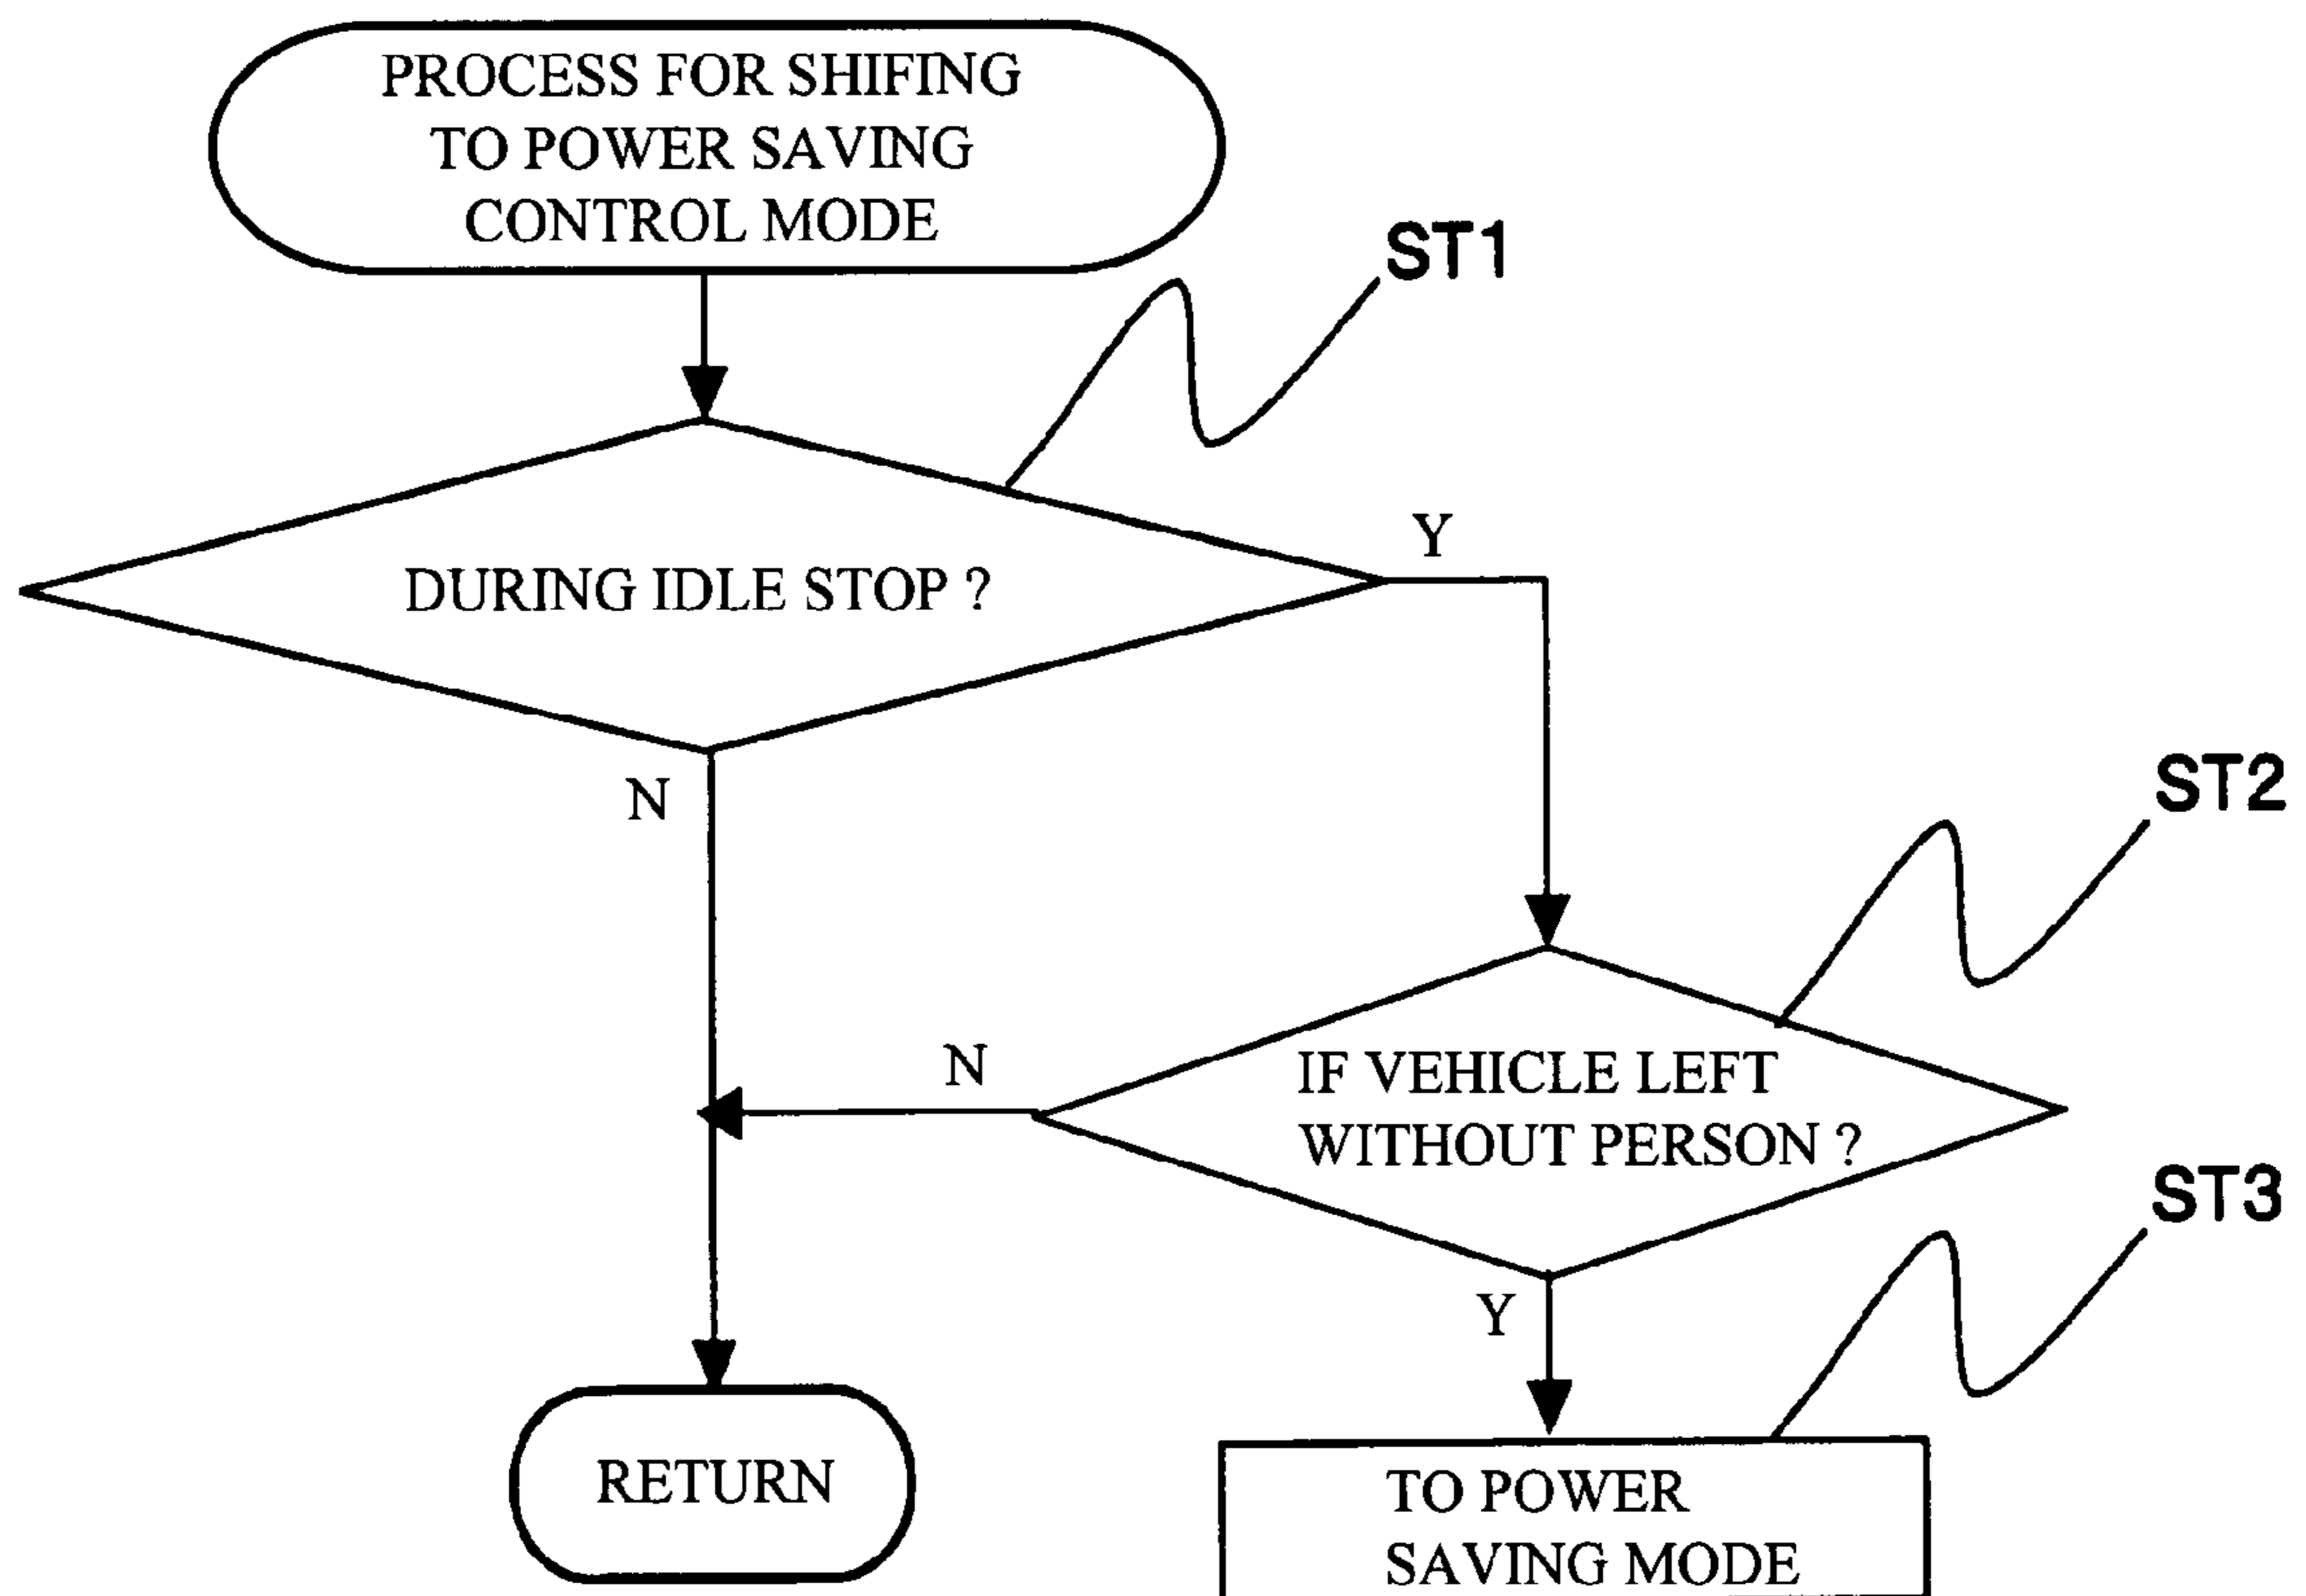 PROCESS FOR SHIFING
TO POWER SAVING
CONTROL MODE
ST1
DURING IDLE STOP ?
Y
N
ST2
IF VEHICLE LEFT
WITHOUT PERSON ?
N
Y
ST3
RETURN
TO POWER
SAVING MODE